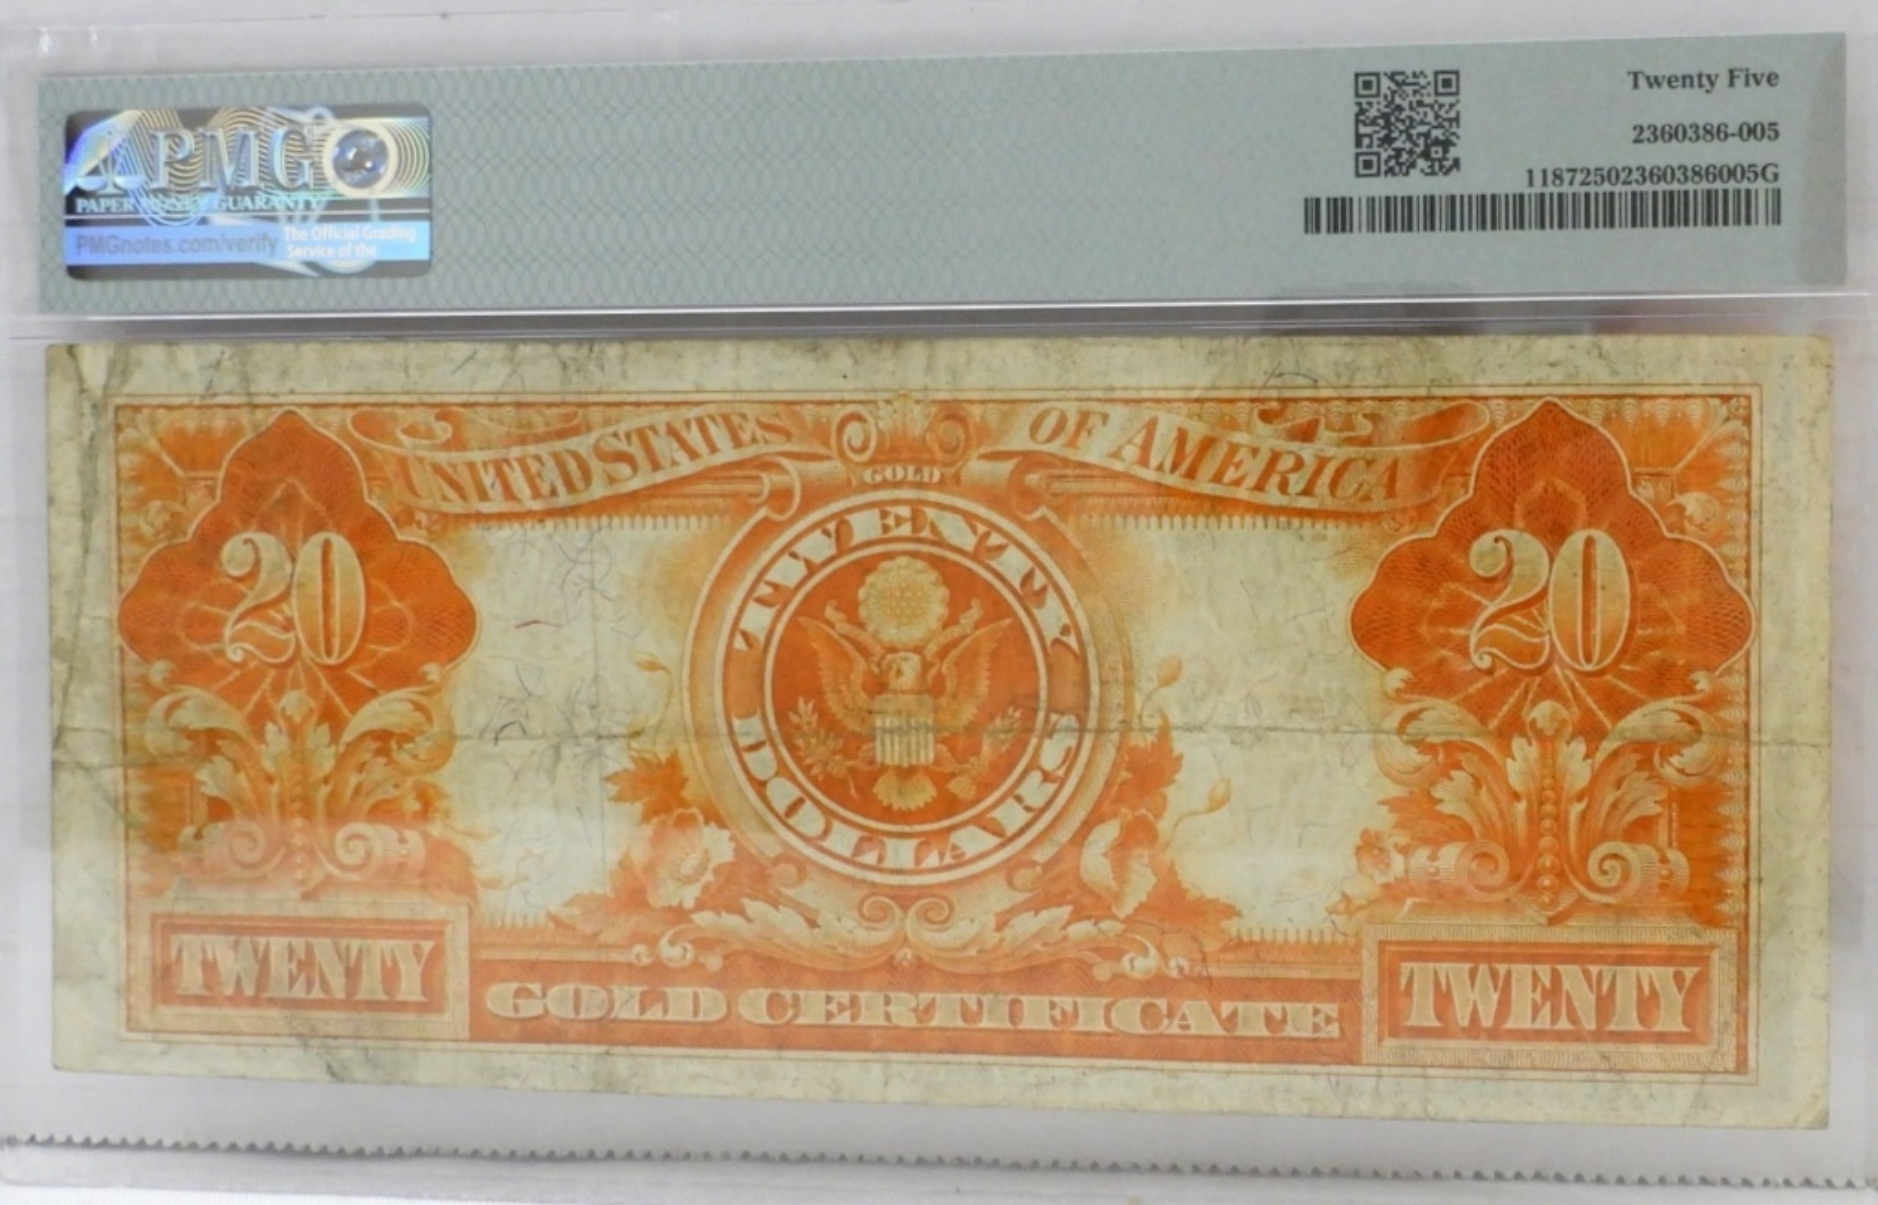 PMG
PAPER MONEY GUARANTY
PMGnotes.com/verify
The Official Grading
Service of the
Twenty Five
2360386-005
11872502360386005G
UNITED STATES OF AMERICA
GOLD
20
TWENTY
DOLLARS
20
TWENTY
GOLD CERTIFICATE
TWENTY